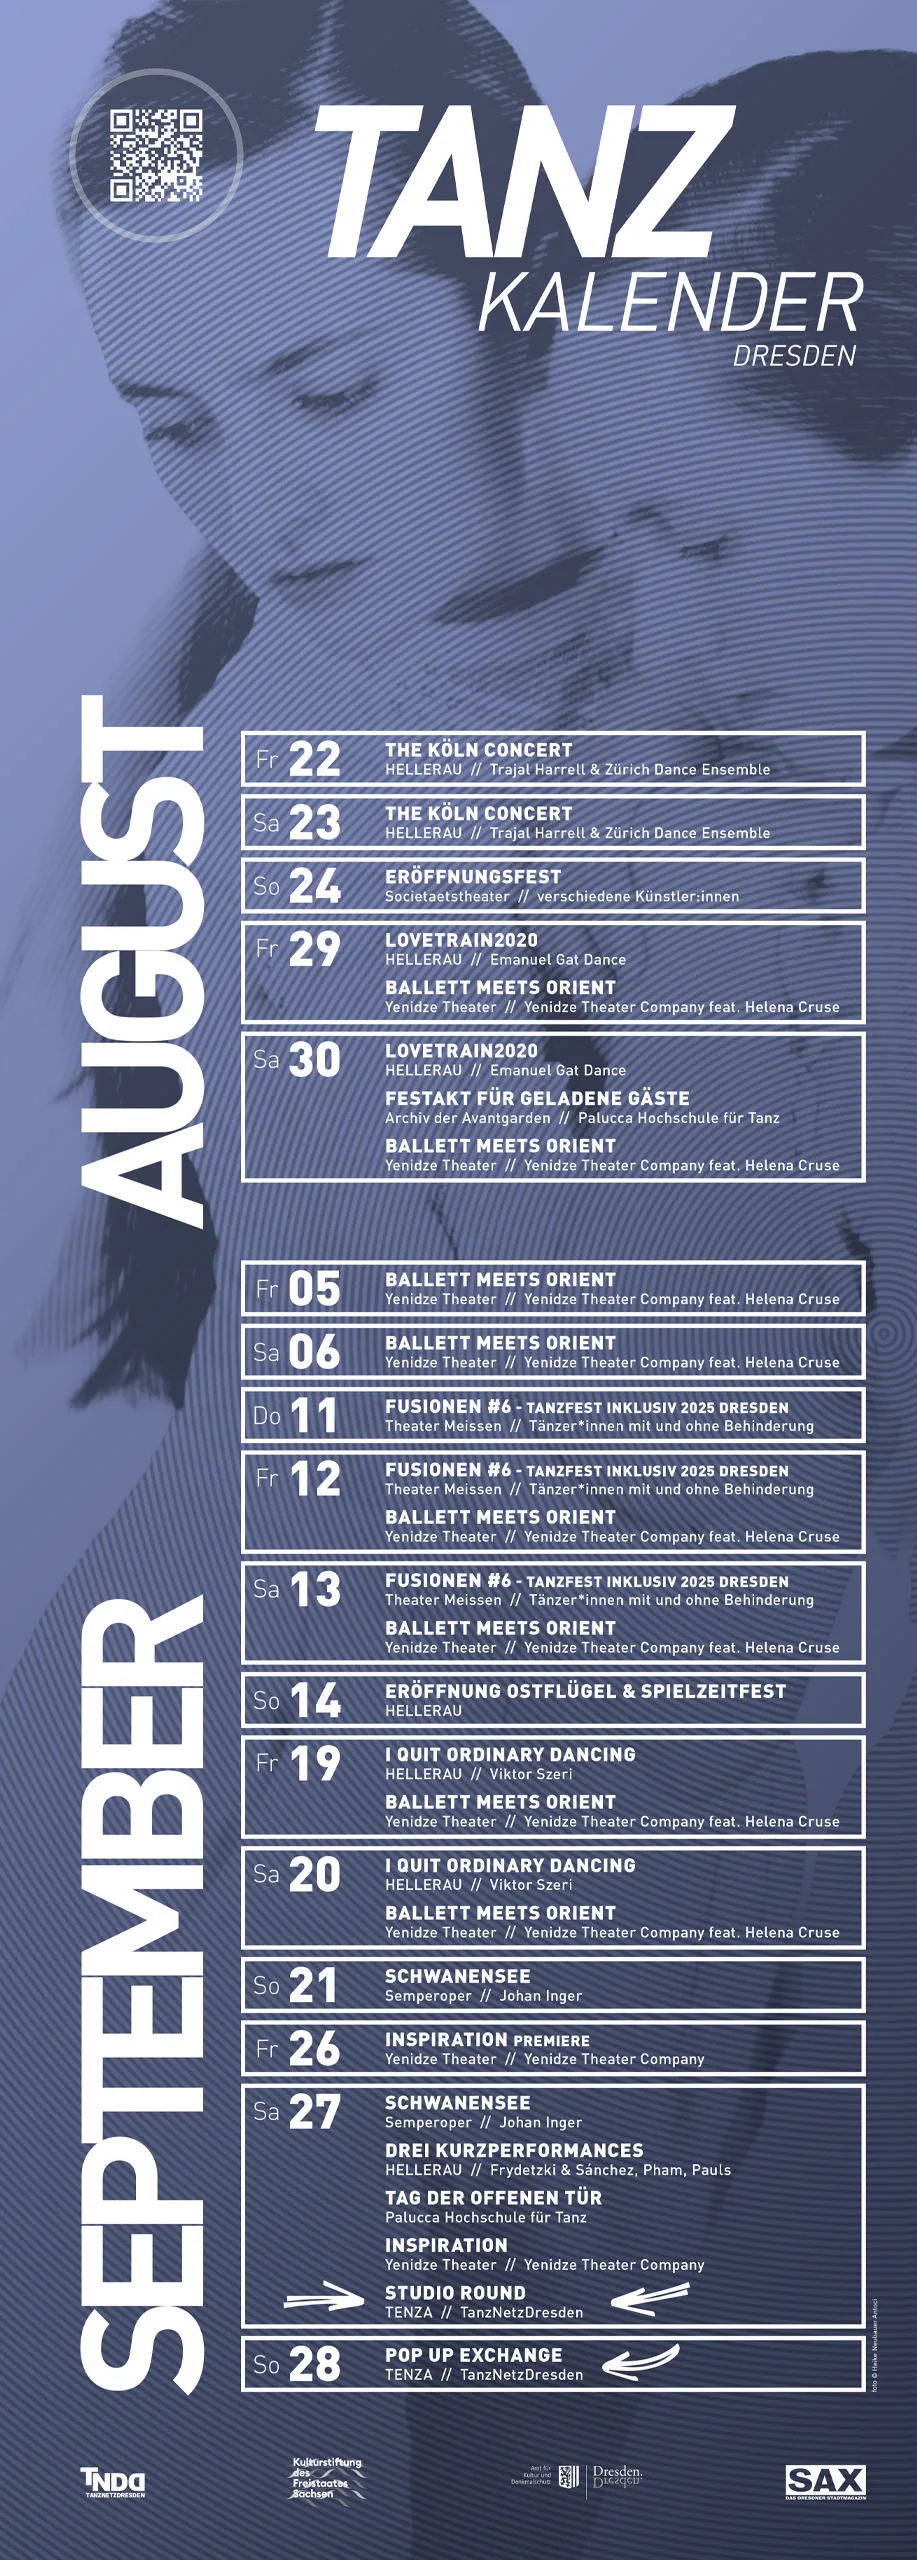 TANZ
KALENDER
DRESDEN
AUGUST
Fr 22 THE KÖLN CONCERT
HELLERAU // Trajal Harrell & Zürich Dance Ensemble
Sa 23 THE KÖLN CONCERT
HELLERAU // Trajal Harrell & Zürich Dance Ensemble
So 24 ERÖFFNUNGSFEST
Societaetstheater // verschiedene Künstler:innen
Fr 29 LOVETRAIN2020
HELLERAU // Emanuel Gat Dance
BALLETT MEETS ORIENT
Yenidze Theater // Yenidze Theater Company feat. Helena Cruse
Sa 30 LOVETRAIN2020
HELLERAU // Emanuel Gat Dance
FESTAKT FÜR GELADENE GÄSTE
Archiv der Avantgarden // Palucca Hochschule für Tanz
BALLETT MEETS ORIENT
Yenidze Theater // Yenidze Theater Company feat. Helena Cruse
SEPTEMBER
Fr 05 BALLETT MEETS ORIENT
Yenidze Theater // Yenidze Theater Company feat. Helena Cruse
Sa 06 BALLETT MEETS ORIENT
Yenidze Theater // Yenidze Theater Company feat. Helena Cruse
Do 11 FUSIONEN #6 - TANZFEST INKLUSIV 2025 DRESDEN
Theater Meissen // Tänzer*innen mit und ohne Behinderung
Fr 12 FUSIONEN #6 - TANZFEST INKLUSIV 2025 DRESDEN
Theater Meissen // Tänzer*innen mit und ohne Behinderung
BALLETT MEETS ORIENT
Yenidze Theater // Yenidze Theater Company feat. Helena Cruse
Sa 13 FUSIONEN #6 - TANZFEST INKLUSIV 2025 DRESDEN
Theater Meissen // Tänzer*innen mit und ohne Behinderung
BALLETT MEETS ORIENT
Yenidze Theater // Yenidze Theater Company feat. Helena Cruse
So 14 ERÖFFNUNG OSTFLÜGEL & SPIELZEITFEST
HELLERAU
Fr 19 I QUIT ORDINARY DANCING
HELLERAU // Viktor Szeri
BALLETT MEETS ORIENT
Yenidze Theater // Yenidze Theater Company feat. Helena Cruse
Sa 20 I QUIT ORDINARY DANCING
HELLERAU // Viktor Szeri
BALLETT MEETS ORIENT
Yenidze Theater // Yenidze Theater Company feat. Helena Cruse
So 21 SCHWANENSEE
Semperoper // Johan Inger
Fr 26 INSPIRATION PREMIERE
Yenidze Theater // Yenidze Theater Company
Sa 27 SCHWANENSEE
Semperoper // Johan Inger
DREI KURZPERFORMANCES
HELLERAU // Frydetzki & Sánchez, Pham, Pauls
TAG DER OFFENEN TÜR
Palucca Hochschule für Tanz
INSPIRATION
Yenidze Theater // Yenidze Theater Company
STUDIO ROUND
TENZA // TanzNetzDresden
So 28 POP UP EXCHANGE
TENZA // TanzNetzDresden
foto © Heike Neubauer Antoci
TNDD
TANZNETZDRESDEN
Kulturstiftung
des
Freistaates
Sachsen
Amt für
Kultur und
Denkmalschutz
Dresden.
Dresden.
SAX
DAS DRESDNER STADTMAGAZIN